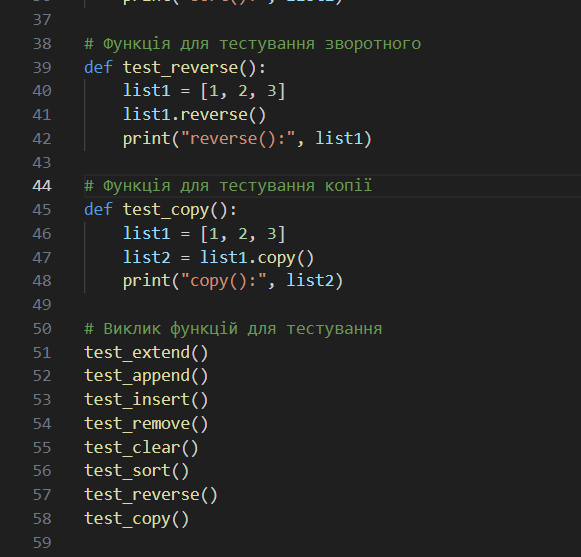 37
38 # Функція для тестування зворотного
39 def test_reverse():
40     list1 = [1, 2, 3]
41     list1.reverse()
42     print("reverse():", list1)
43
44 # Функція для тестування копії
45 def test_copy():
46     list1 = [1, 2, 3]
47     list2 = list1.copy()
48     print("copy():", list2)
49
50 # Виклик функцій для тестування
51 test_extend()
52 test_append()
53 test_insert()
54 test_remove()
55 test_clear()
56 test_sort()
57 test_reverse()
58 test_copy()
59